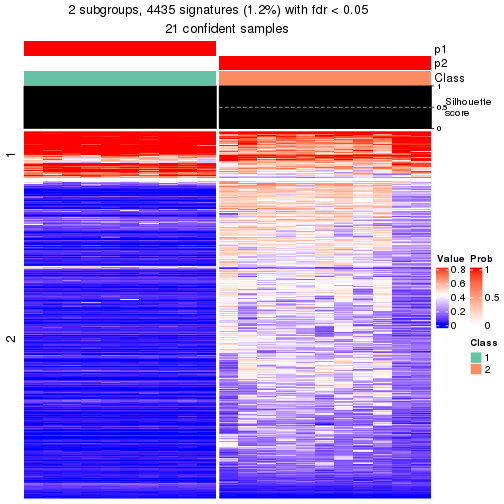 2 subgroups, 4435 signatures (1.2%) with fdr < 0.05
21 confident samples
p1
p2
Class
1
0.5
0
Silhouette
score
1
2
Value
0.8
0.6
0.4
0.2
0
Prob
1
0.5
0
Class
1
2